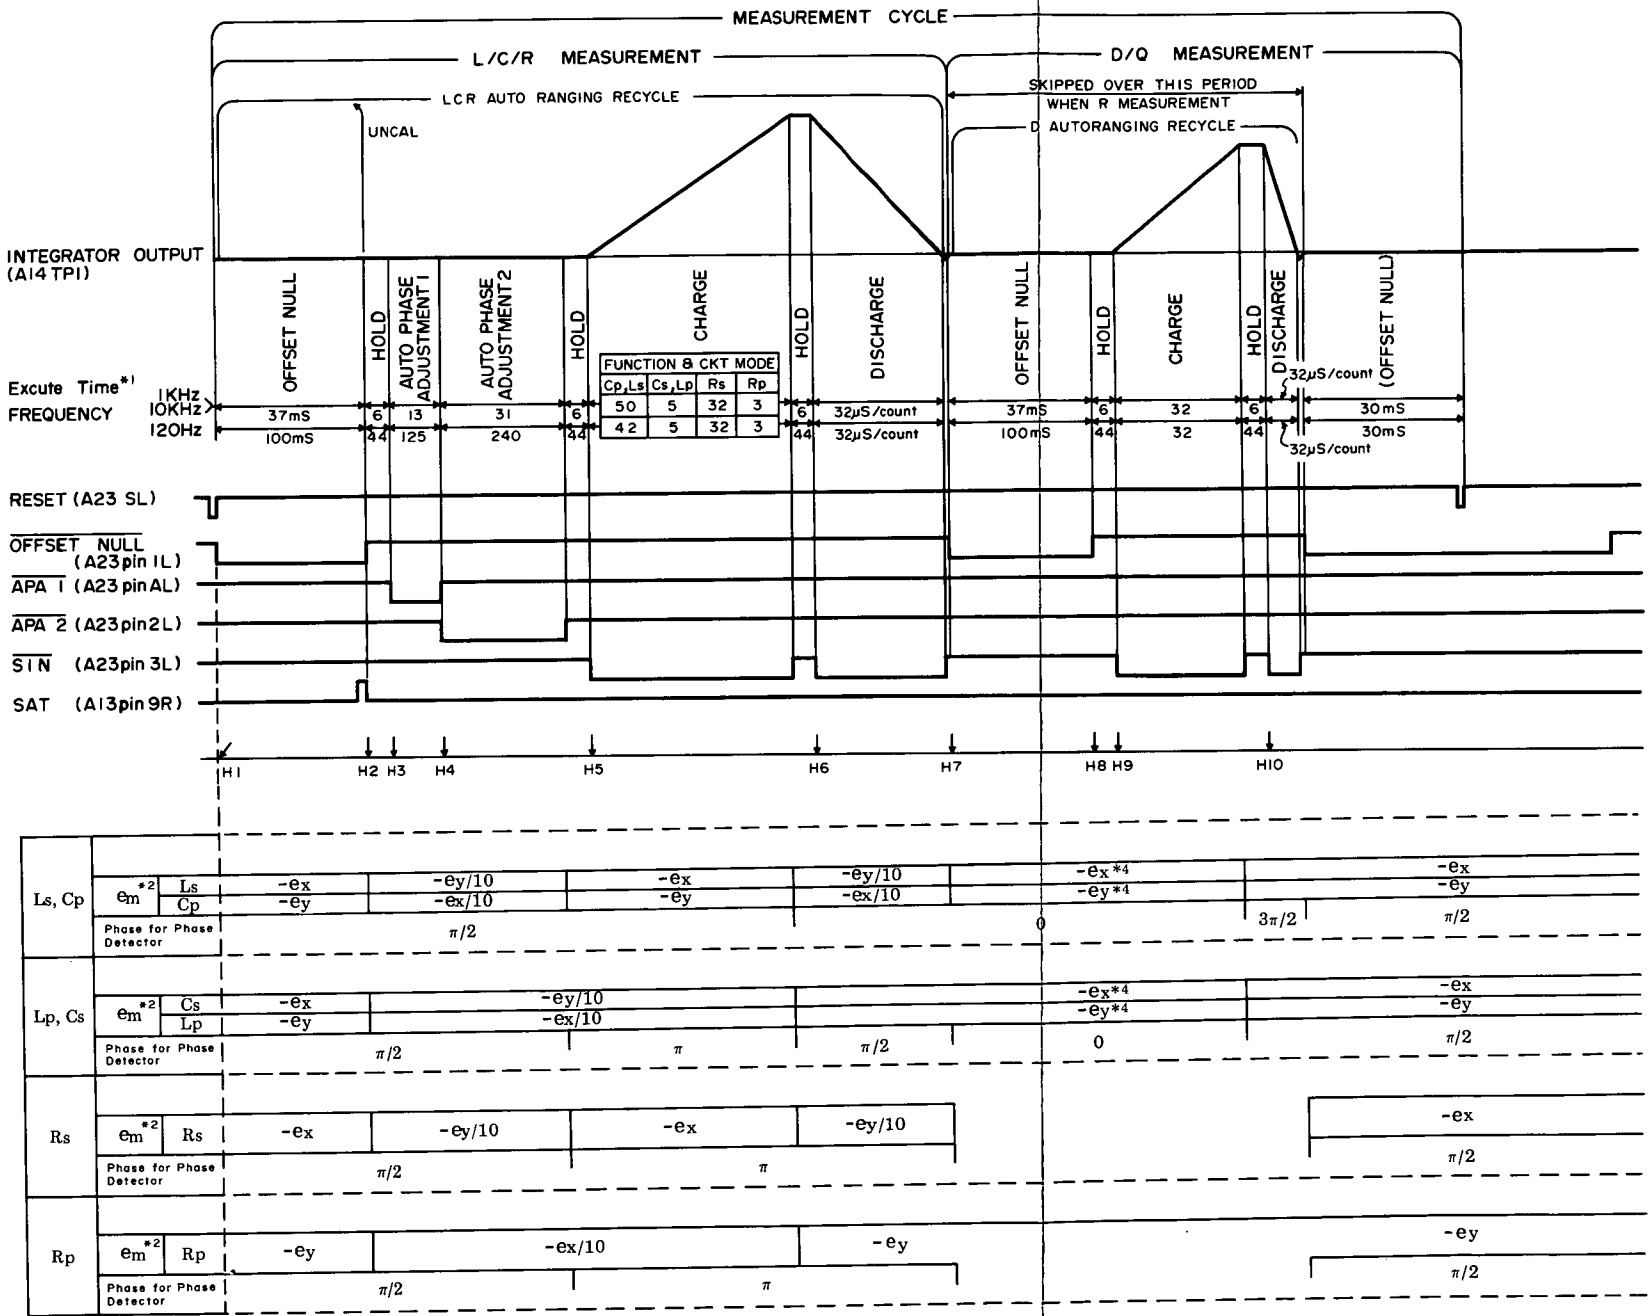 MEASUREMENT CYCLE
L/C/R MEASUREMENT
D/Q MEASUREMENT
LCR AUTO RANGING RECYCLE
SKIPPED OVER THIS PERIOD
WHEN R MEASUREMENT
D AUTORANGING RECYCLE
UNCAL
INTEGRATOR OUTPUT
(A14 TP1)
OFFSET NULL
HOLD
AUTO PHASE
ADJUSTMENT 1
AUTO PHASE
ADJUSTMENT 2
HOLD
CHARGE
HOLD
DISCHARGE
OFFSET NULL
HOLD
CHARGE
HOLD
DISCHARGE
(OFFSET NULL)
FUNCTION & CKT MODE
Cp,Ls Cs,Lp Rs Rp
50 5 32 3
42 5 32 3
Excute Time*1
FREQUENCY
1KHz
10KHz
37mS 6 13 31 6 6 32µS/count 37mS 6 32 6 32µS/count 30mS
120Hz
100mS 44 125 240 44 44 32µS/count 100mS 44 32 44 32µS/count 30mS
RESET (A23 SL)
OFFSET NULL
(A23 pin 1L)
APA 1 (A23 pin AL)
APA 2 (A23 pin 2L)
SIN (A23 pin 3L)
SAT (A13 pin 9R)
H1 H2 H3 H4 H5 H6 H7 H8 H9 H10
Ls, Cp
em*2
Ls -ex -ey/10 -ex -ey/10 -ex*4 -ex
Cp -ey -ex/10 -ey -ex/10 -ey*4 -ey
Phase for Phase
Detector
π/2 0 3π/2 π/2
Lp, Cs
em*2
Cs -ex -ey/10 -ex*4 -ex
Lp -ey -ex/10 -ey*4 -ey
Phase for Phase
Detector
π/2 π π/2 0 π/2
Rs
em*2 Rs -ex -ey/10 -ex -ey/10 -ex
Phase for Phase
Detector
π/2 π π/2
Rp
em*2 Rp -ey -ex/10 -ey -ey
Phase for Phase
Detector
π/2 π π/2